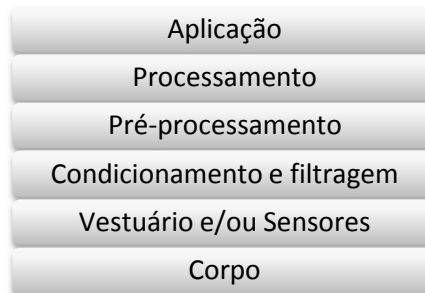 Aplicação
Processamento
Pré-processamento
Condicionamento e filtragem
Vestuário e/ou Sensores
Corpo